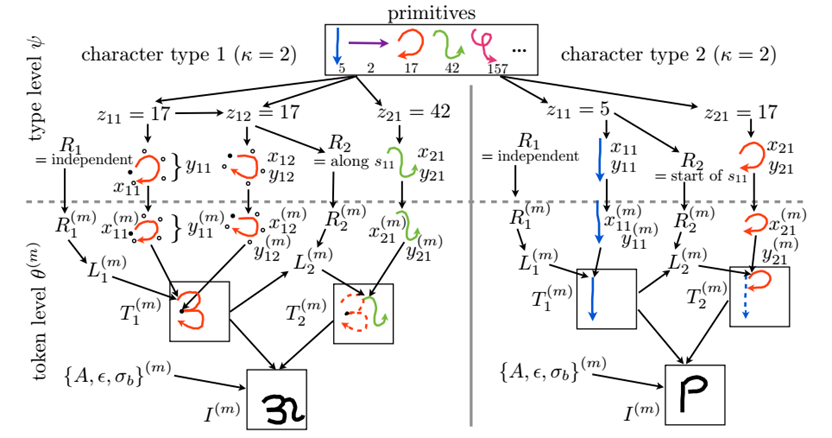 primitives
5 2 17 42 157 ...
character type 1 (κ = 2) character type 2 (κ = 2)
type level ψ
z₁₁ = 17 z₁₂ = 17 z₂₁ = 42 z₁₁ = 5 z₂₁ = 17
R₁ R₂ R₁ R₂
= independent = along s₁₁ = independent = start of s₁₁
x₁₁ } y₁₁ x₁₂ y₁₂ x₂₁ y₂₁ x₁₁ y₁₁ x₂₁ y₂₁
token level θ⁽ᵐ⁾
R₁⁽ᵐ⁾ x₁₁⁽ᵐ⁾ } y₁₁⁽ᵐ⁾ x₁₂⁽ᵐ⁾ R₂⁽ᵐ⁾ x₂₁⁽ᵐ⁾ R₁⁽ᵐ⁾ x₁₁⁽ᵐ⁾ R₂⁽ᵐ⁾ x₂₁⁽ᵐ⁾
y₁₂⁽ᵐ⁾ y₂₁⁽ᵐ⁾ y₁₁⁽ᵐ⁾ y₂₁⁽ᵐ⁾
L₁⁽ᵐ⁾ L₂⁽ᵐ⁾ L₁⁽ᵐ⁾ L₂⁽ᵐ⁾
T₁⁽ᵐ⁾ T₂⁽ᵐ⁾ T₁⁽ᵐ⁾ T₂⁽ᵐ⁾
{A, ϵ, σ_b}⁽ᵐ⁾ {A, ϵ, σ_b}⁽ᵐ⁾
I⁽ᵐ⁾ I⁽ᵐ⁾